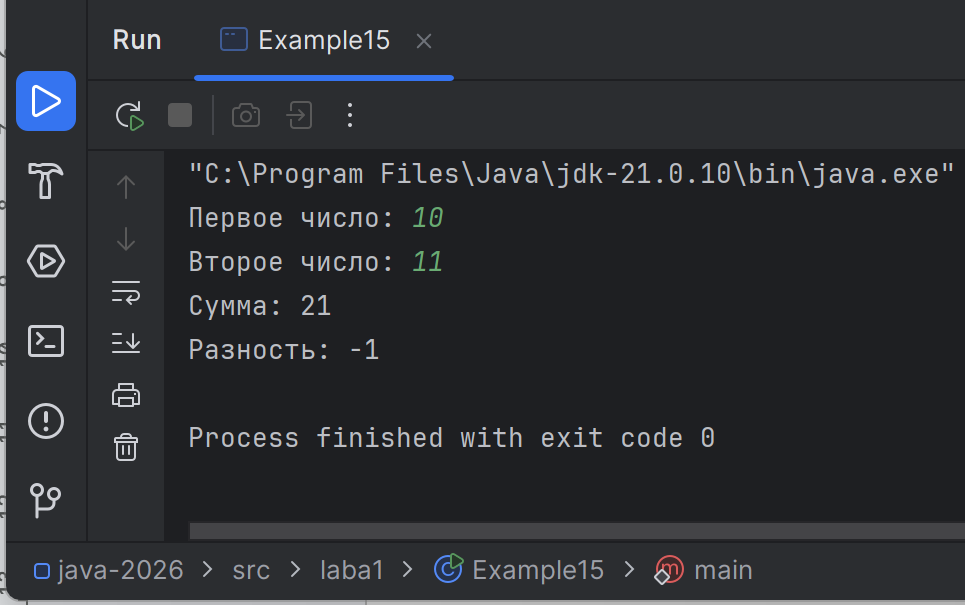 Run Example15
"C:\Program Files\Java\jdk-21.0.10\bin\java.exe"
Первое число: 10
Второе число: 11
Сумма: 21
Разность: -1
Process finished with exit code 0
java-2026 > src > laba1 > Example15 > main